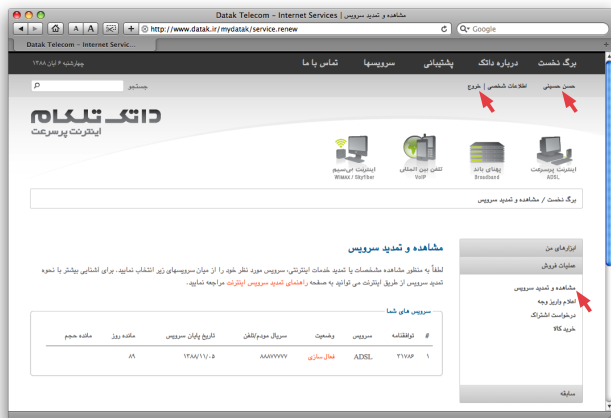 مشاهده و تمدید سرویس | Datak Telecom – Internet Services
A A
http://www.datak.ir/mydatak/service.renew
Google
Datak Telecom – Internet Servic...
برگ نخست درباره داتک پشتیبانی سرویسها تماس با ما
چهارشنبه ۶ آبان ۱۳۸۸
حسن حسینی اطلاعات شخصی | خروج
جستجو
داتک تلکام
اینترنت پرسرعت
اینترنت پرسرعت
ADSL
پهنای باند
Broadband
تلفن بین المللی
VoIP
اینترنت بی‌سیم
WiMAX / Skyfiber
برگ نخست / مشاهده و تمدید سرویس
ابزارهای من
عملیات فروش
مشاهده و تمدید سرویس
اعلام واریز وجه
درخواست اشتراک
خرید کالا
سابقه
مشاهده و تمدید سرویس
لطفاً به منظور مشاهده مشخصات یا تمدید خدمات اینترنتی، سرویس مورد نظر خود را از میان سرویسهای زیر انتخاب نمایید. برای آشنایی بیشتر با نحوه
تمدید سرویس از طریق اینترنت می توانید به صفحه راهنمای تمدید سرویس اینترنت مراجعه نمایید.
سرویس های شما
# توافقنامه سرویس وضعیت سریال مودم/تلفن تاریخ پایان سرویس مانده روز مانده حجم
۱ ۳۱۷۸۶ ADSL فعال سازی ۸۸۸۷۷۷۷۷ ۱۳۸۸/۱۱/۰۵ ۸۹